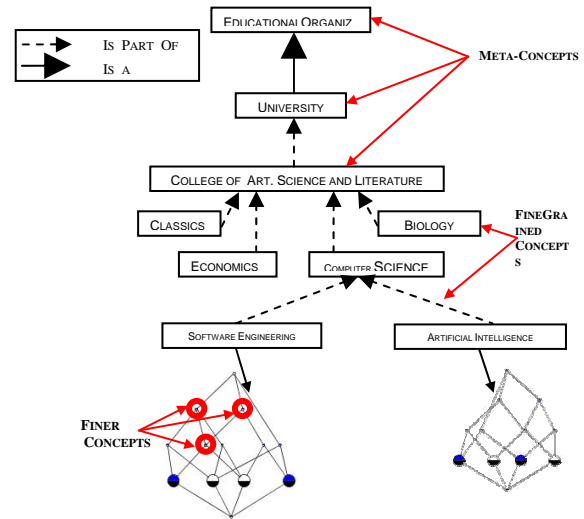 EDUCATIONAL ORGANIZ
IS PART OF
IS A
META-CONCEPTS
UNIVERSITY
COLLEGE OF ART. SCIENCE AND LITERATURE
CLASSICS
BIOLOGY
FINEGRA
INED
CONCEPT
S
ECONOMICS
COMPUTER SCIENCE
SOFTWARE ENGINEERING
ARTIFICIAL INTELLIGENCE
FINER
CONCEPTS